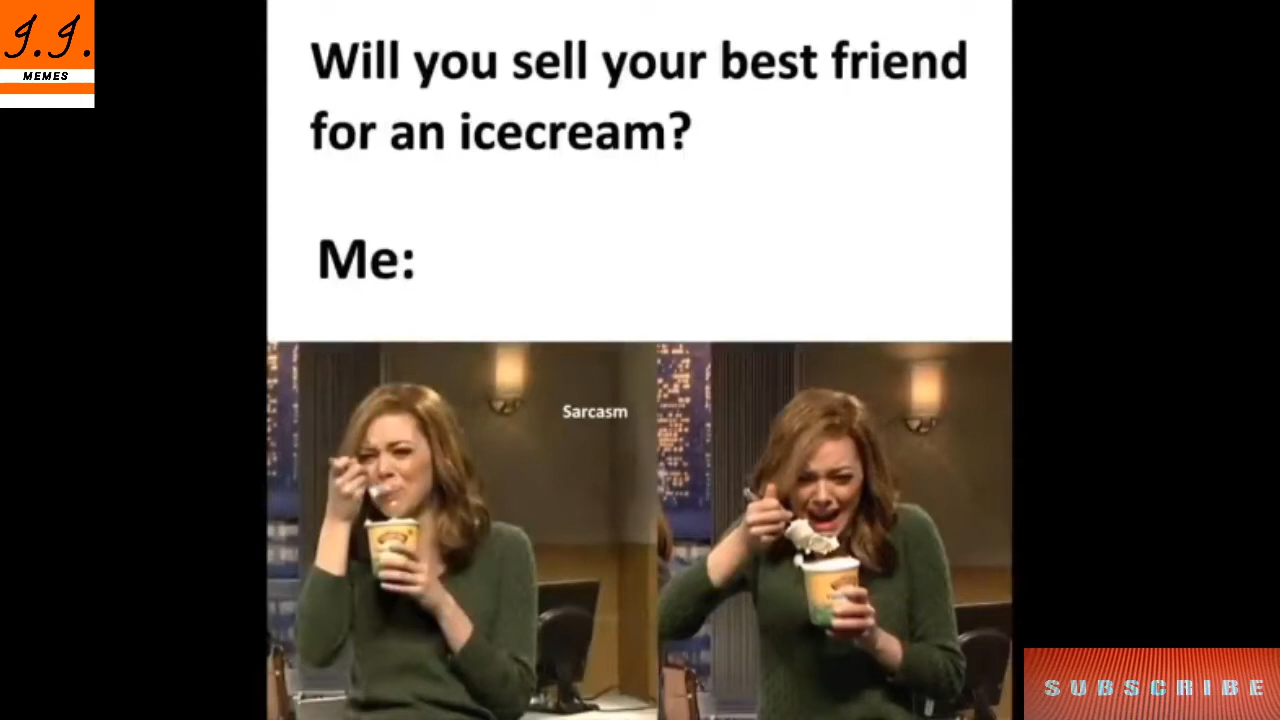 J.J.
MEMES
Will you sell your best friend
for an icecream?
Me:
Sarcasm
SUBSCRIBE